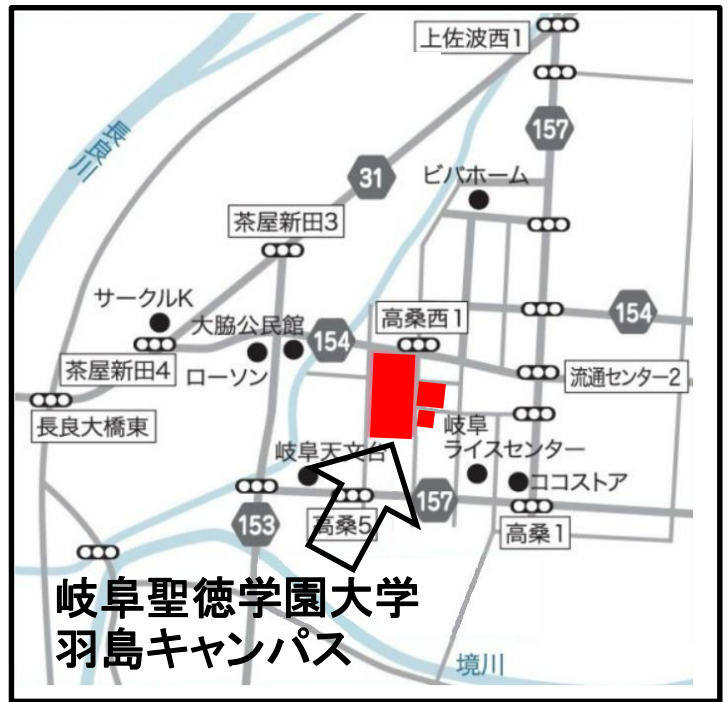 上佐波西1
157
長良川
31
ビバホーム
茶屋新田3
サークルK
154
大脇公民館
154
高桑西1
茶屋新田4
ローソン
流通センター2
長良大橋東
岐阜
ライスセンター
岐阜天文台
ココストア
157
153
高桑5
高桑1
岐阜聖徳学園大学
羽島キャンパス
境川